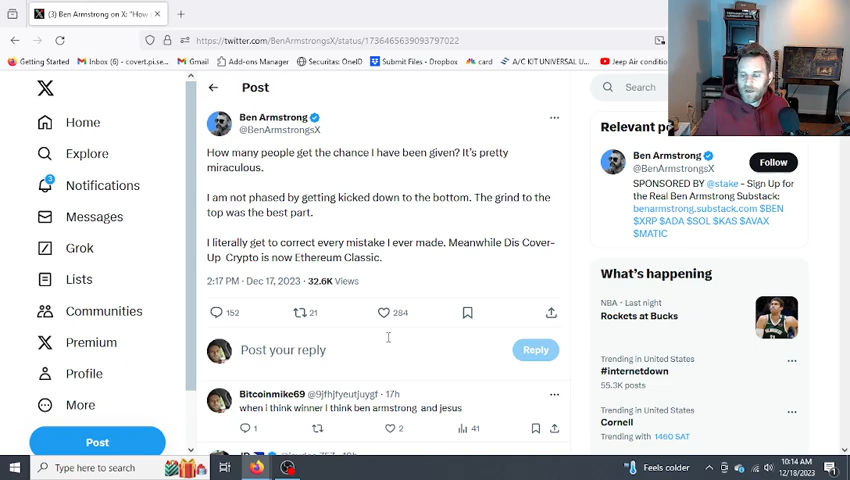 (3) Ben Armstrong on X: "How
https://twitter.com/BenArmstrongsX/status/1736465639093797022
Getting Started
Inbox (6) - covert.pi.se
Gmail
Add-ons Manager
Securitas: OneID
Submit Files - Dropbox
card
A/C KIT UNIVERSAL U
Jeep Air condition
Home
Explore
3
Notifications
Messages
Grok
Lists
Communities
Premium
Profile
More
Post
Post
Ben Armstrong
@BenArmstrongsX
How many people get the chance I have been given? It's pretty
miraculous.
I am not phased by getting kicked down to the bottom. The grind to the
top was the best part.
I literally get to correct every mistake I ever made. Meanwhile Dis Cover-
Up Crypto is now Ethereum Classic.
2:17 PM · Dec 17, 2023 · 32.6K Views
152
21
284
Post your reply
Reply
Bitcoinmike69 @9jfhjfyeutjuygf · 17h
when i think winner i think ben armstrong and jesus
1
2
41
Search
Relevant
Ben Armstrong
@BenArmstrongsX
Follow
SPONSORED BY @stake - Sign Up for
the Real Ben Armstrong Substack:
benarmstrong.substack.com $BEN
$XRP $ADA $SOL $KAS $AVAX
$MATIC
What's happening
NBA · Last night
Rockets at Bucks
Trending in United States
#internetdown
55.3K posts
Trending in United States
Cornell
Trending with 1460 SAT
Type here to search
Feels colder
10:14 AM
12/18/2023
1